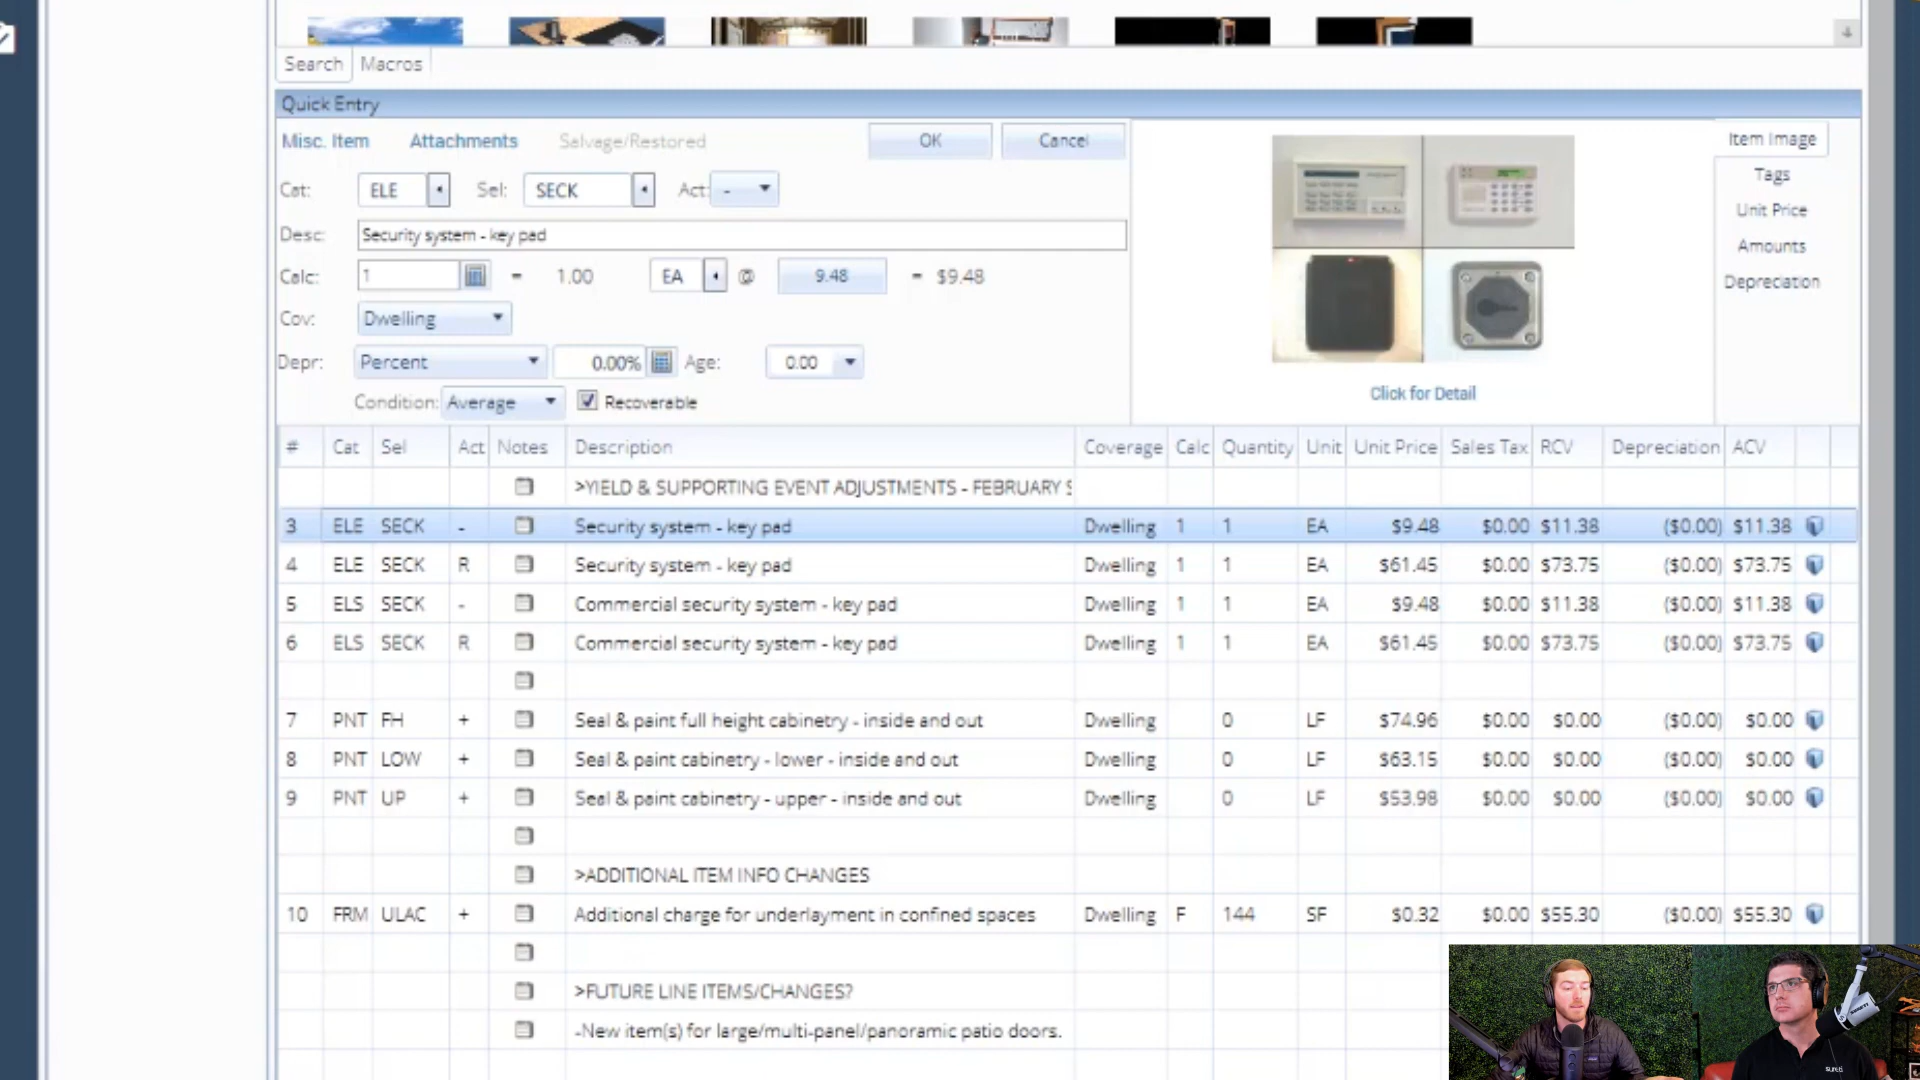 Search Macros
Quick Entry
Misc. Item Attachments Salvage/Restored OK Cancel Item Image
Cat: ELE Sel: SECK Act: - Tags
Unit Price
Desc: Security system - key pad
Amounts
Calc: 1 = 1.00 EA @ 9.48 = $9.48 Depreciation
Cov: Dwelling
Depr: Percent 0.00% Age: 0.00
Click for Detail
Condition: Average Recoverable
# Cat Sel Act Notes Description Coverage Calc Quantity Unit Unit Price Sales Tax RCV Depreciation ACV
>YIELD & SUPPORTING EVENT ADJUSTMENTS - FEBRUARY S
3 ELE SECK - Security system - key pad Dwelling 1 1 EA $9.48 $0.00 $11.38 ($0.00) $11.38
4 ELE SECK R Security system - key pad Dwelling 1 1 EA $61.45 $0.00 $73.75 ($0.00) $73.75
5 ELS SECK - Commercial security system - key pad Dwelling 1 1 EA $9.48 $0.00 $11.38 ($0.00) $11.38
6 ELS SECK R Commercial security system - key pad Dwelling 1 1 EA $61.45 $0.00 $73.75 ($0.00) $73.75
7 PNT FH + Seal & paint full height cabinetry - inside and out Dwelling 0 LF $74.96 $0.00 $0.00 ($0.00) $0.00
8 PNT LOW + Seal & paint cabinetry - lower - inside and out Dwelling 0 LF $63.15 $0.00 $0.00 ($0.00) $0.00
9 PNT UP + Seal & paint cabinetry - upper - inside and out Dwelling 0 LF $53.98 $0.00 $0.00 ($0.00) $0.00
>ADDITIONAL ITEM INFO CHANGES
10 FRM ULAC + Additional charge for underlayment in confined spaces Dwelling F 144 SF $0.32 $0.00 $55.30 ($0.00) $55.30
>FUTURE LINE ITEMS/CHANGES?
-New item(s) for large/multi-panel/panoramic patio doors.